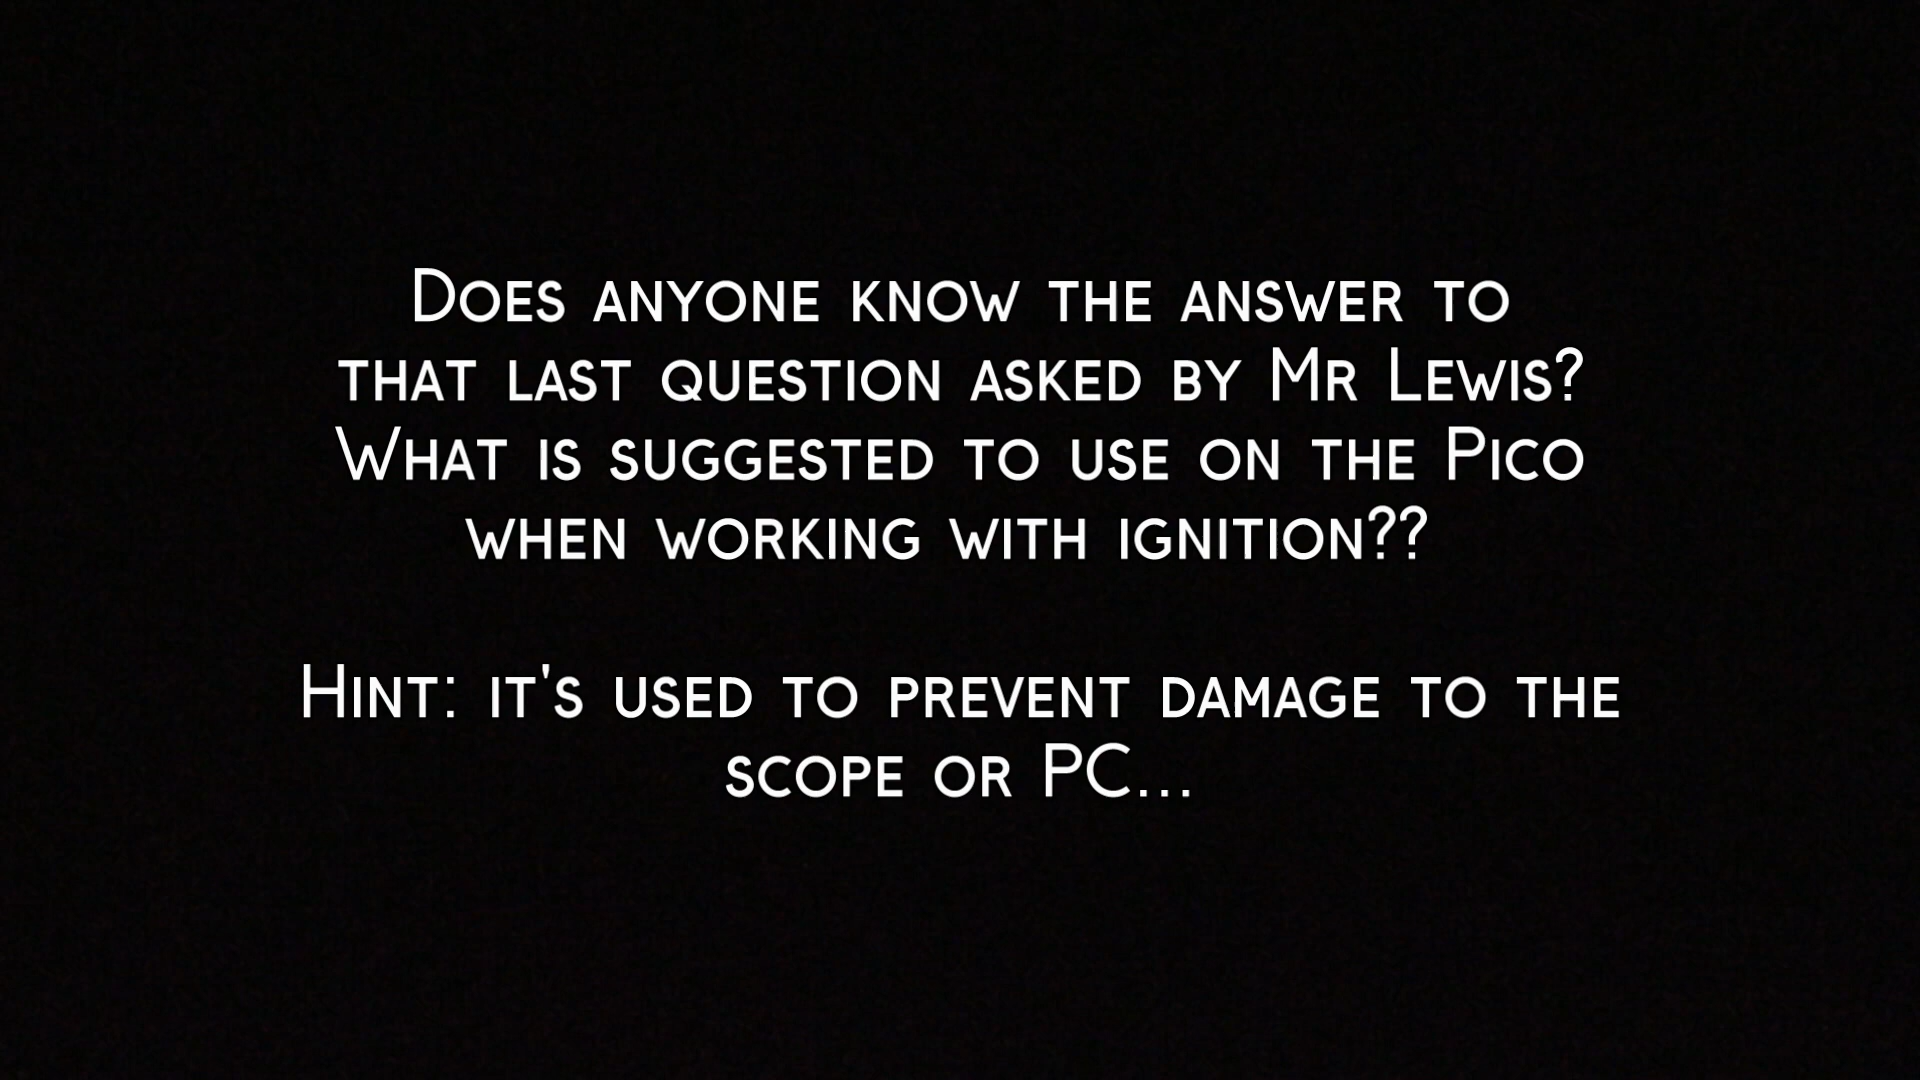 Does anyone know the answer to
that last question asked by Mr Lewis?
What is suggested to use on the Pico
when working with ignition??
Hint: it's used to prevent damage to the
scope or PC...